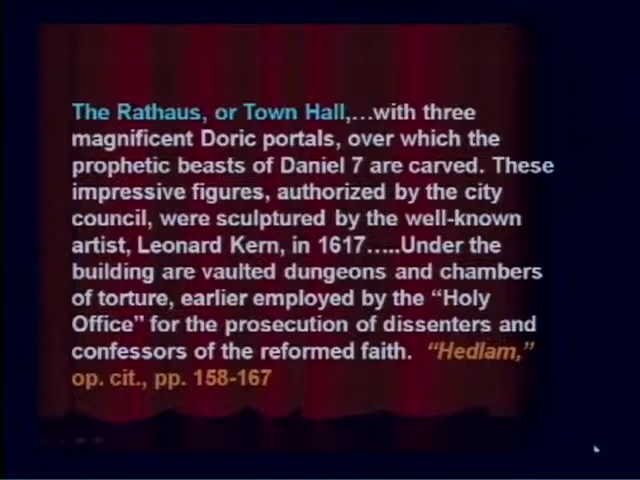 The Rathaus, or Town Hall,…with three
magnificent Doric portals, over which the
prophetic beasts of Daniel 7 are carved. These
impressive figures, authorized by the city
council, were sculptured by the well-known
artist, Leonard Kern, in 1617…..Under the
building are vaulted dungeons and chambers
of torture, earlier employed by the “Holy
Office” for the prosecution of dissenters and
confessors of the reformed faith. “Hedlam,”
op. cit., pp. 158-167